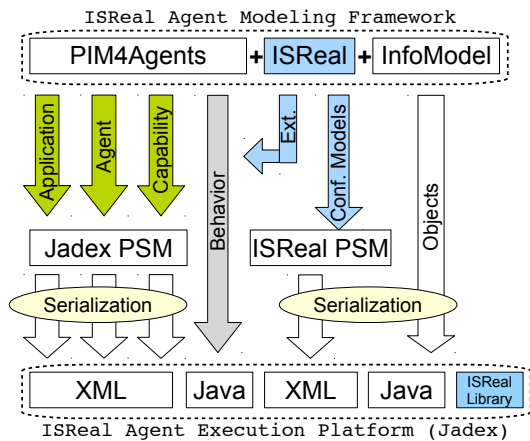 ISReal Agent Modeling Framework
PIM4Agents + ISReal + InfoModel
Application
Agent
Capability
Behavior
Ext.
Conf. Models
Objects
Jadex PSM
ISReal PSM
Serialization
Serialization
XML
Java
XML
Java
ISReal
Library
ISReal Agent Execution Platform (Jadex)